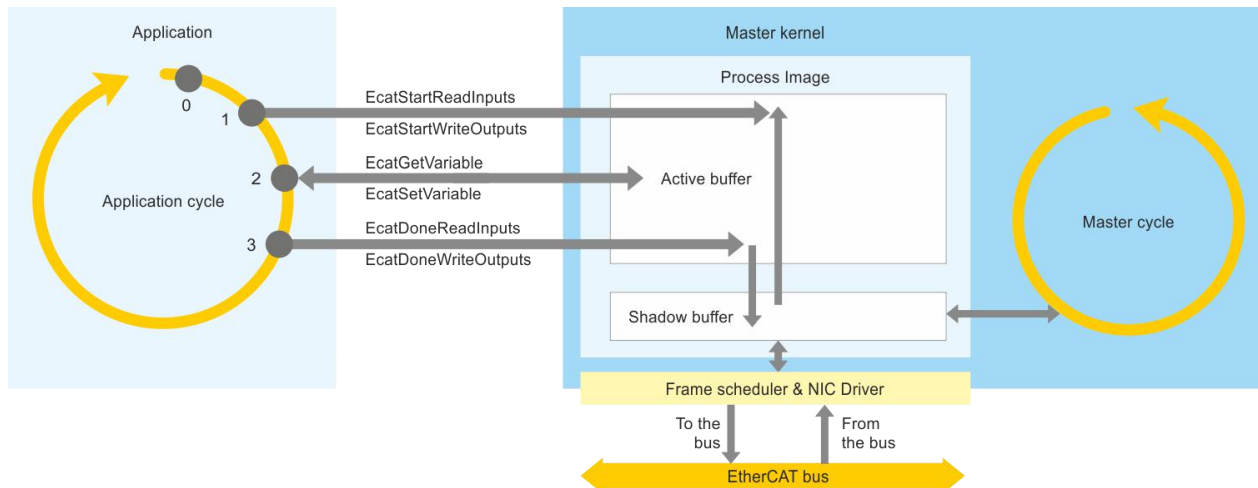 Application
Master kernel
Process Image
0
1
EcatStartReadInputs
EcatStartWriteOutputs
2
EcatGetVariable
EcatSetVariable
Active buffer
Application cycle
Master cycle
3
EcatDoneReadInputs
EcatDoneWriteOutputs
Shadow buffer
Frame scheduler & NIC Driver
To the
bus
From
the bus
EtherCAT bus